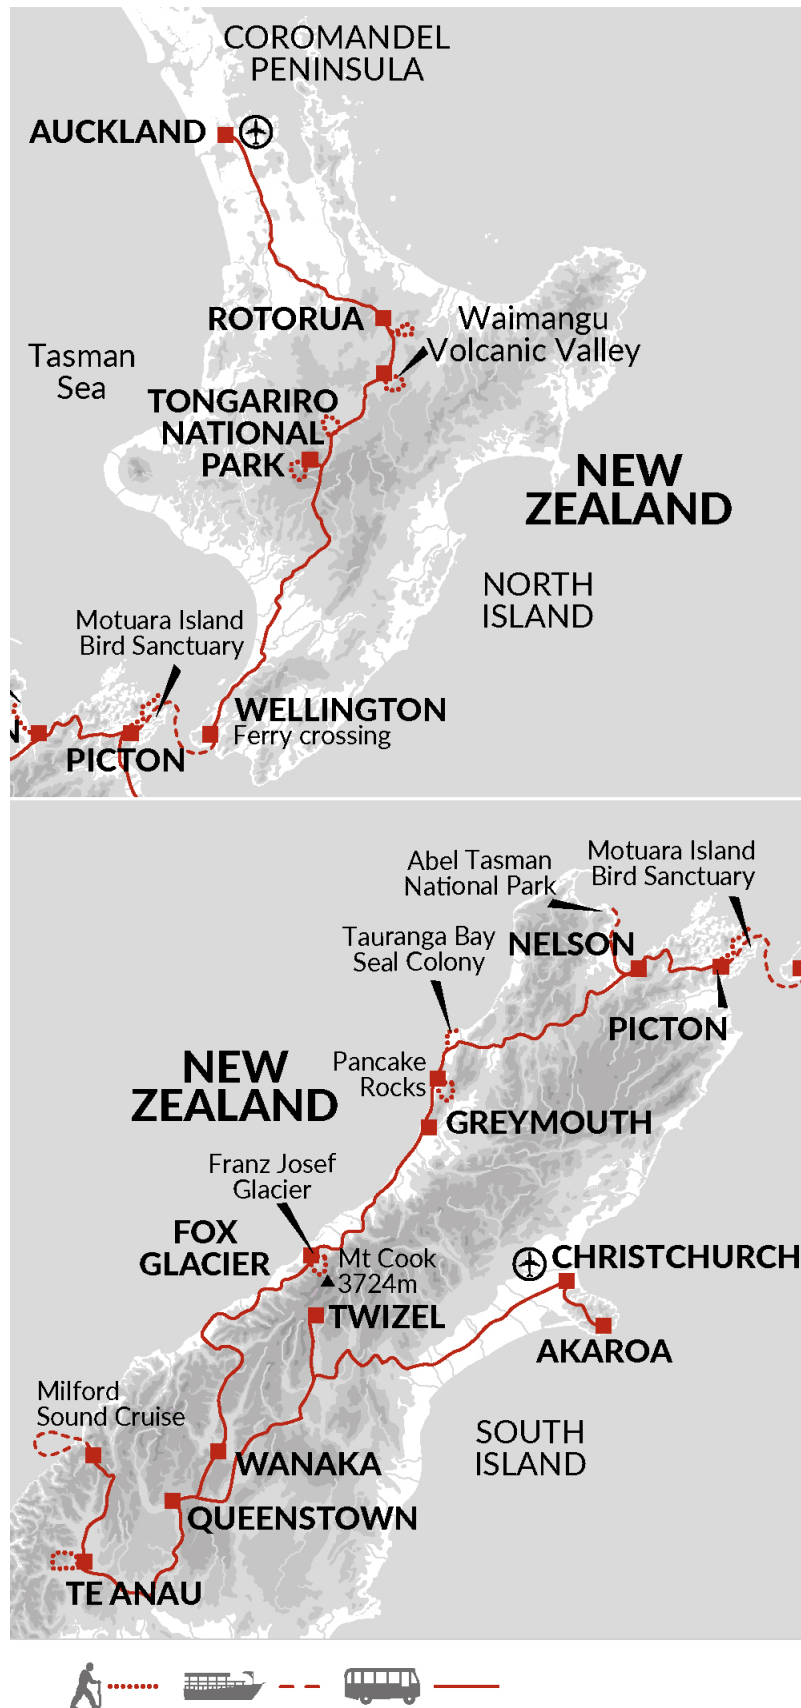 COROMANDEL
PENINSULA
AUCKLAND
ROTORUA
Waimangu
Volcanic Valley
Tasman
Sea
TONGARIRO
NATIONAL
PARK
NEW
ZEALAND
NORTH
ISLAND
Motuara Island
Bird Sanctuary
WELLINGTON
Ferry crossing
N
PICTON
Abel Tasman
National Park
Motuara Island
Bird Sanctuary
Tauranga Bay
Seal Colony
NELSON
PICTON
NEW
ZEALAND
Pancake
Rocks
GREYMOUTH
Franz Josef
Glacier
FOX
GLACIER
Mt Cook
3724m
CHRISTCHURCH
TWIZEL
AKAROA
Milford
Sound Cruise
SOUTH
ISLAND
WANAKA
QUEENSTOWN
TE ANAU